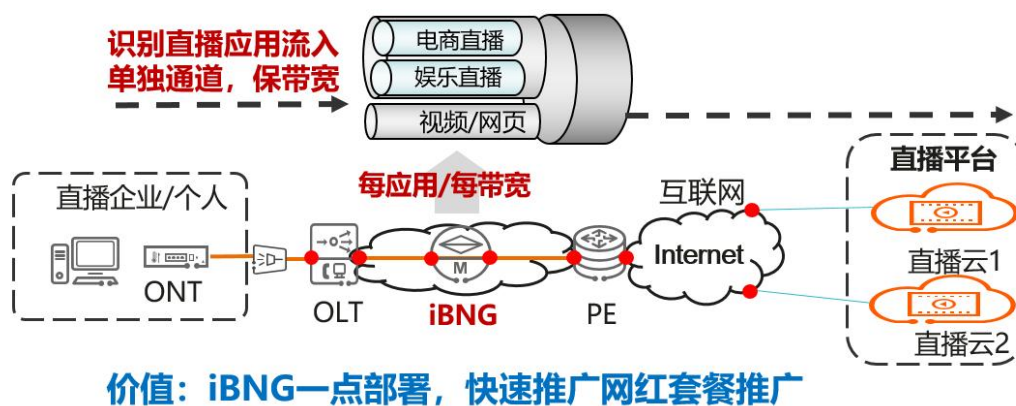 识别直播应用流入
单独通道，保带宽
电商直播
娱乐直播
视频/网页
每应用/每带宽
直播平台
直播企业/个人
互联网
Internet
M
直播云1
ONT
OLT
iBNG
PE
直播云2
价值：iBNG一点部署，快速推广网红套餐推广